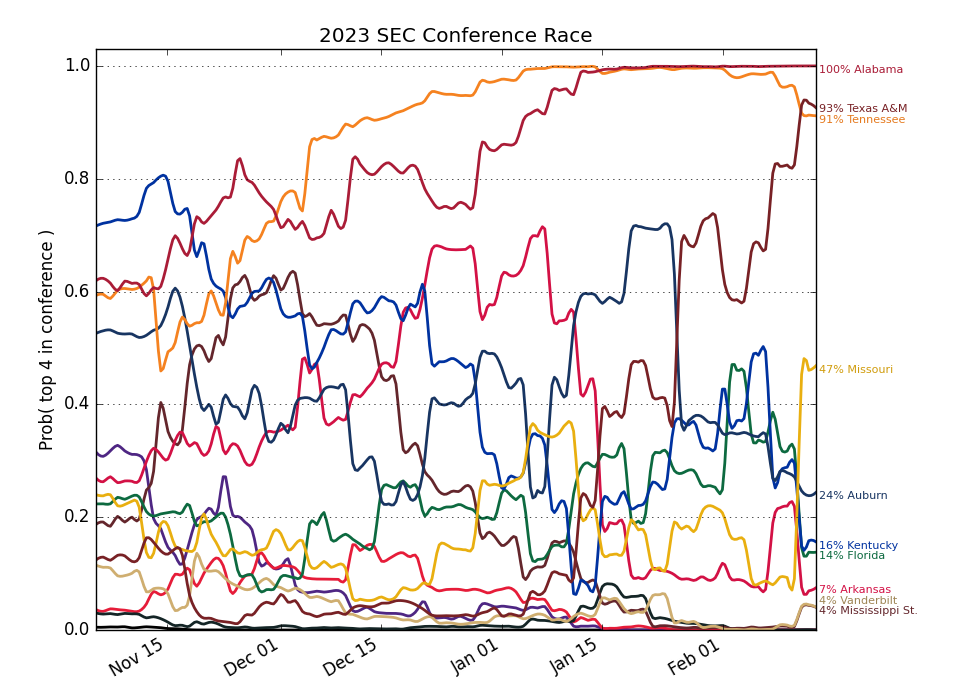 2023 SEC Conference Race
Prob( top 4 in conference )
1.0
0.8
0.6
0.4
0.2
0.0
Nov 15
Dec 01
Dec 15
Jan 01
Jan 15
Feb 01
100% Alabama
93% Texas A&M
91% Tennessee
47% Missouri
24% Auburn
16% Kentucky
14% Florida
7% Arkansas
4% Vanderbilt
4% Mississippi St.